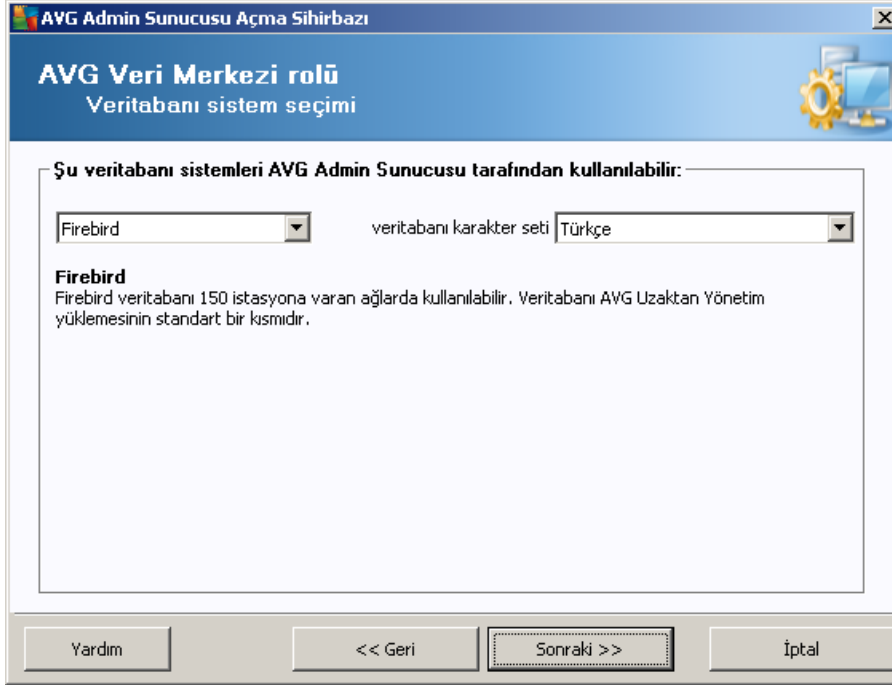 AVG Admin Sunucusu Açma Sihirbazı
AVG Veri Merkezi rolü
Veritabanı sistem seçimi
Şu veritabanı sistemleri AVG Admin Sunucusu tarafından kullanılabilir:
Firebird veritabanı karakter seti Türkçe
Firebird
Firebird veritabanı 150 istasyona varan ağlarda kullanılabilir. Veritabanı AVG Uzaktan Yönetim
yüklemesinin standart bir kısmıdır.
Yardım << Geri Sonraki >> İptal